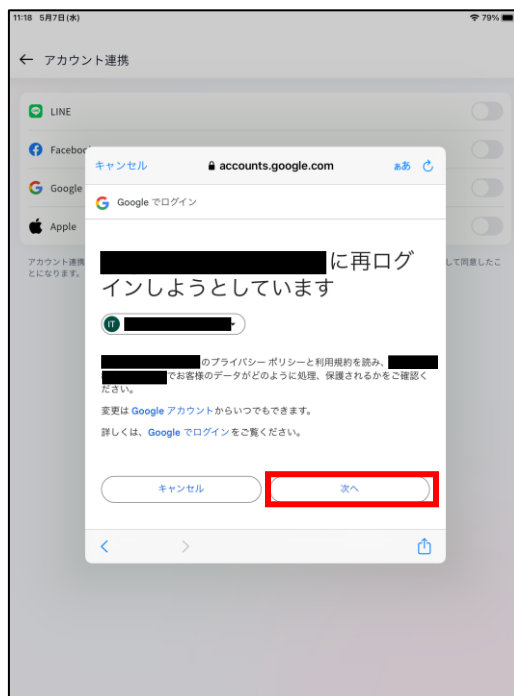 11:18 5月7日(水)
79%
← アカウント連携
LINE
Faceboo
キャンセル
accounts.google.com
ぁあ
Google
Google でログイン
Apple
に再ログ
インしようとしています
アカウント連携
して同意したこ
とになります。
IT
のプライバシー ポリシーと利用規約を読み、
でお客様のデータがどのように処理、保護されるかをご確認く
ださい。
変更は Google アカウントからいつでもできます。
詳しくは、Google でログインをご覧ください。
キャンセル
次へ